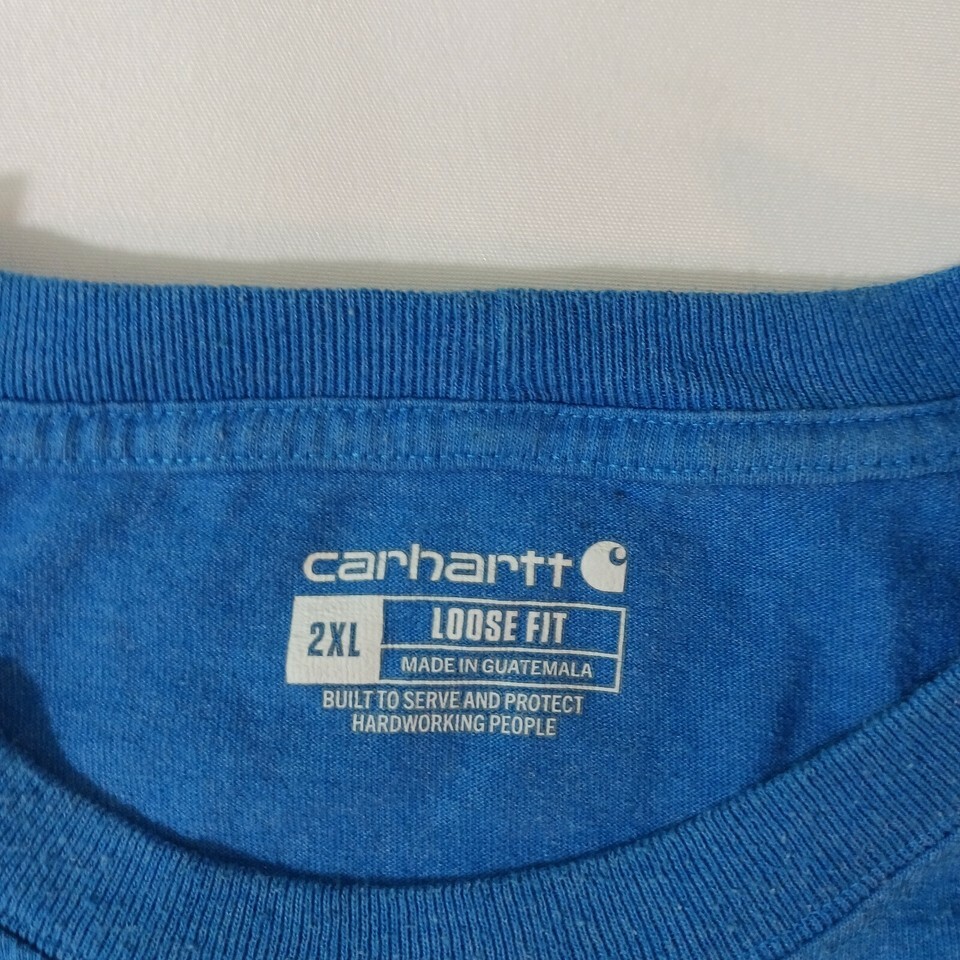 carhartt
2XL
LOOSE FIT
MADE IN GUATEMALA
BUILT TO SERVE AND PROTECT
HARDWORKING PEOPLE